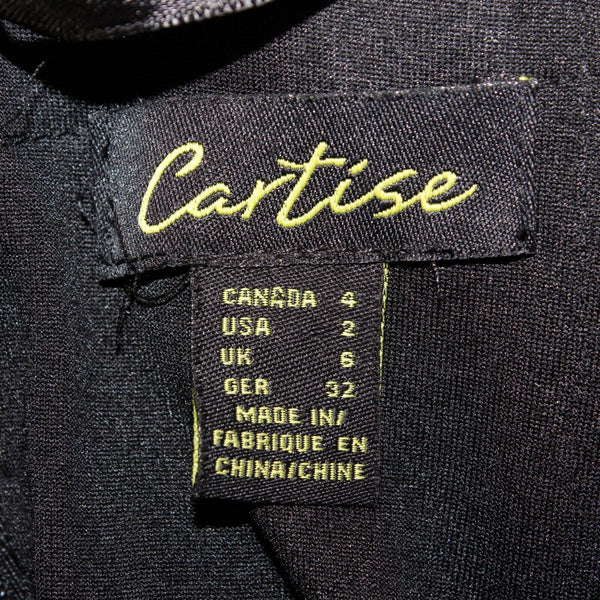 Cartise
CANADA 4
USA 2
UK 6
GER 32
MADE IN/
FABRIQUE EN
CHINA/CHINE